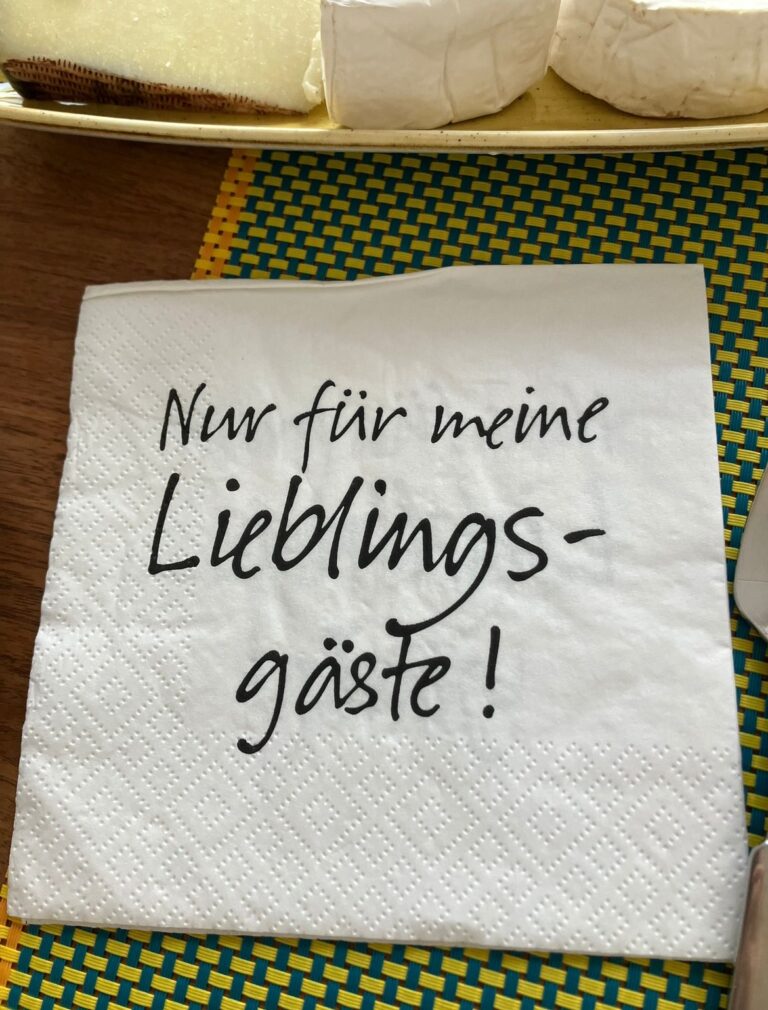 Nur für meine
Lieblings-
gäste!